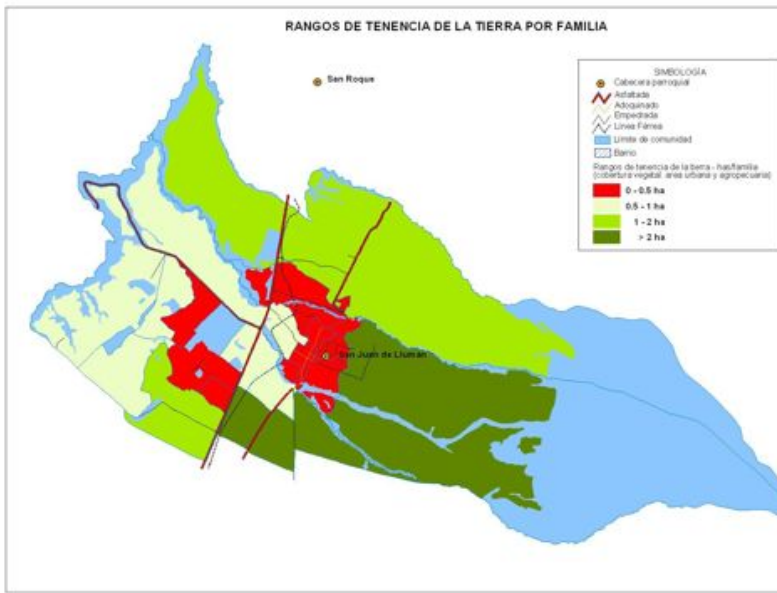 RANGOS DE TENENCIA DE LA TIERRA POR FAMILIA
San Roque
SIMBOLOGÍA
Cabecera parroquial
Asfaltada
Adoquinado
Empedrada
Línea Férrea
Límite de comunidad
Barrio
Rangos de tenencia de la tierra - has/familia
(cobertura vegetal: area urbana y agropecuaria)
0 - 0.5 ha
0.5 - 1 ha
1 - 2 ha
> 2 ha
San Juan de Ilumán